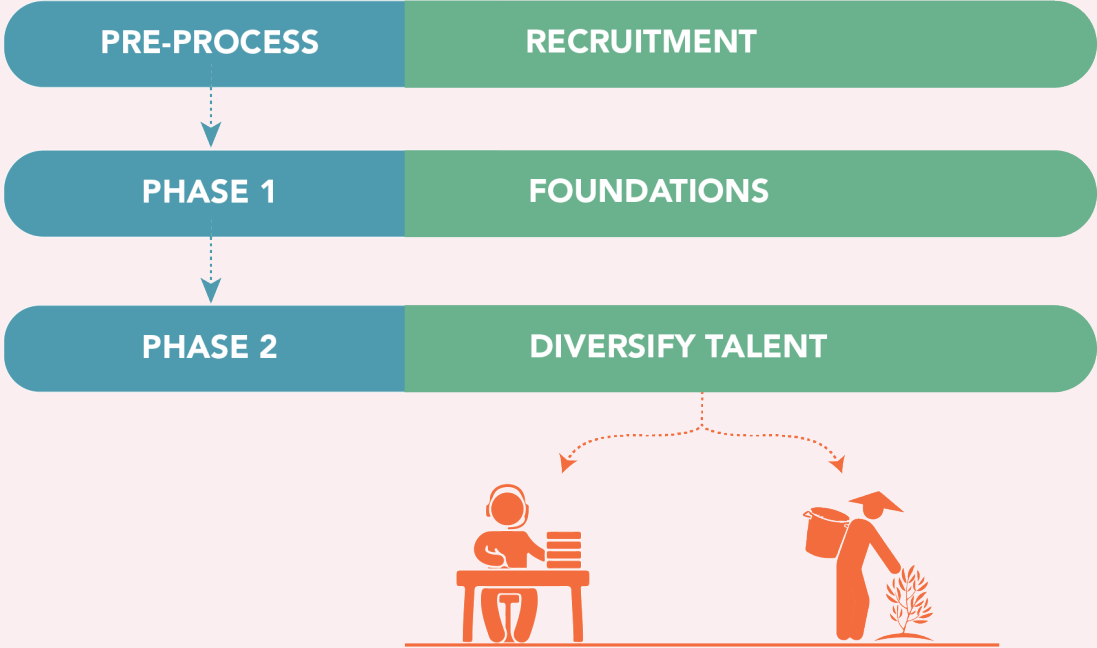 PRE-PROCESS RECRUITMENT
PHASE 1 FOUNDATIONS
PHASE 2 DIVERSIFY TALENT